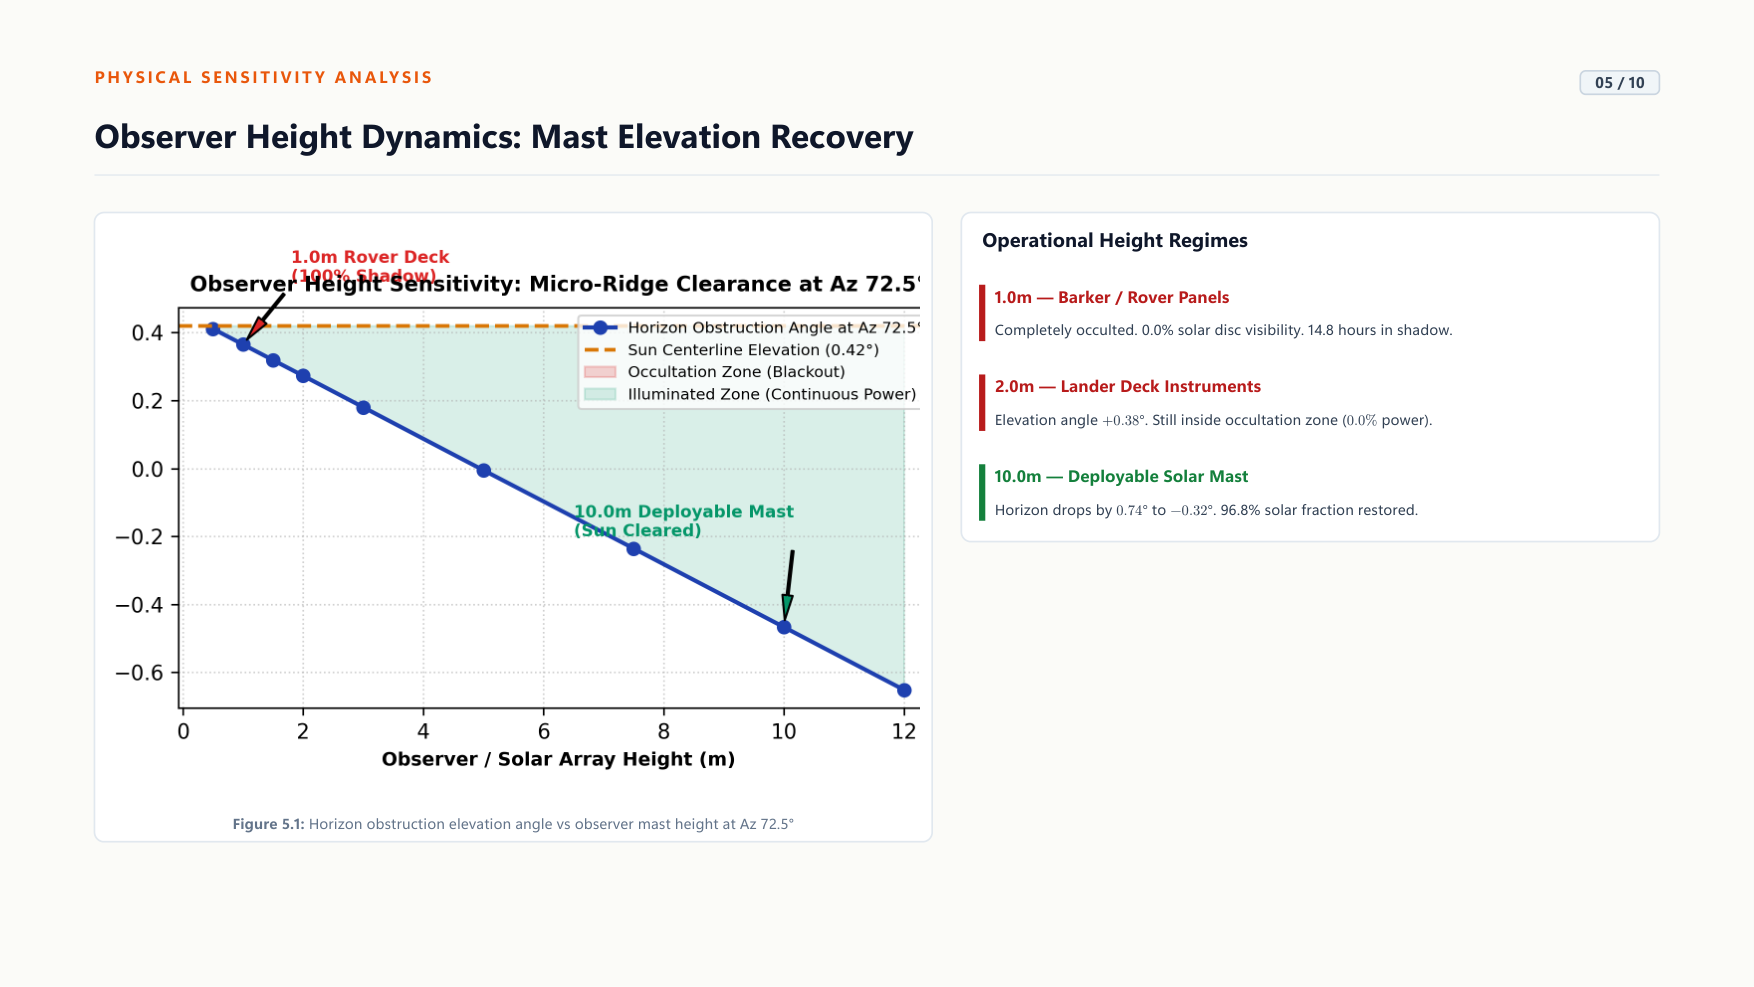 PHYSICAL SENSITIVITY ANALYSIS
05 / 10
Observer Height Dynamics: Mast Elevation Recovery
1.0m Rover Deck
(100% Shadow)
Observer Height Sensitivity: Micro-Ridge Clearance at Az 72.5°
Horizon Obstruction Angle at Az 72.5°
Sun Centerline Elevation (0.42°)
Occultation Zone (Blackout)
Illuminated Zone (Continuous Power)
0.4
0.2
0.0
−0.2
−0.4
−0.6
10.0m Deployable Mast
(Sun Cleared)
0 2 4 6 8 10 12
Observer / Solar Array Height (m)
Figure 5.1: Horizon obstruction elevation angle vs observer mast height at Az 72.5°
Operational Height Regimes
1.0m — Barker / Rover Panels
Completely occulted. 0.0% solar disc visibility. 14.8 hours in shadow.
2.0m — Lander Deck Instruments
Elevation angle +0.38°. Still inside occultation zone (0.0% power).
10.0m — Deployable Solar Mast
Horizon drops by 0.74° to −0.32°. 96.8% solar fraction restored.